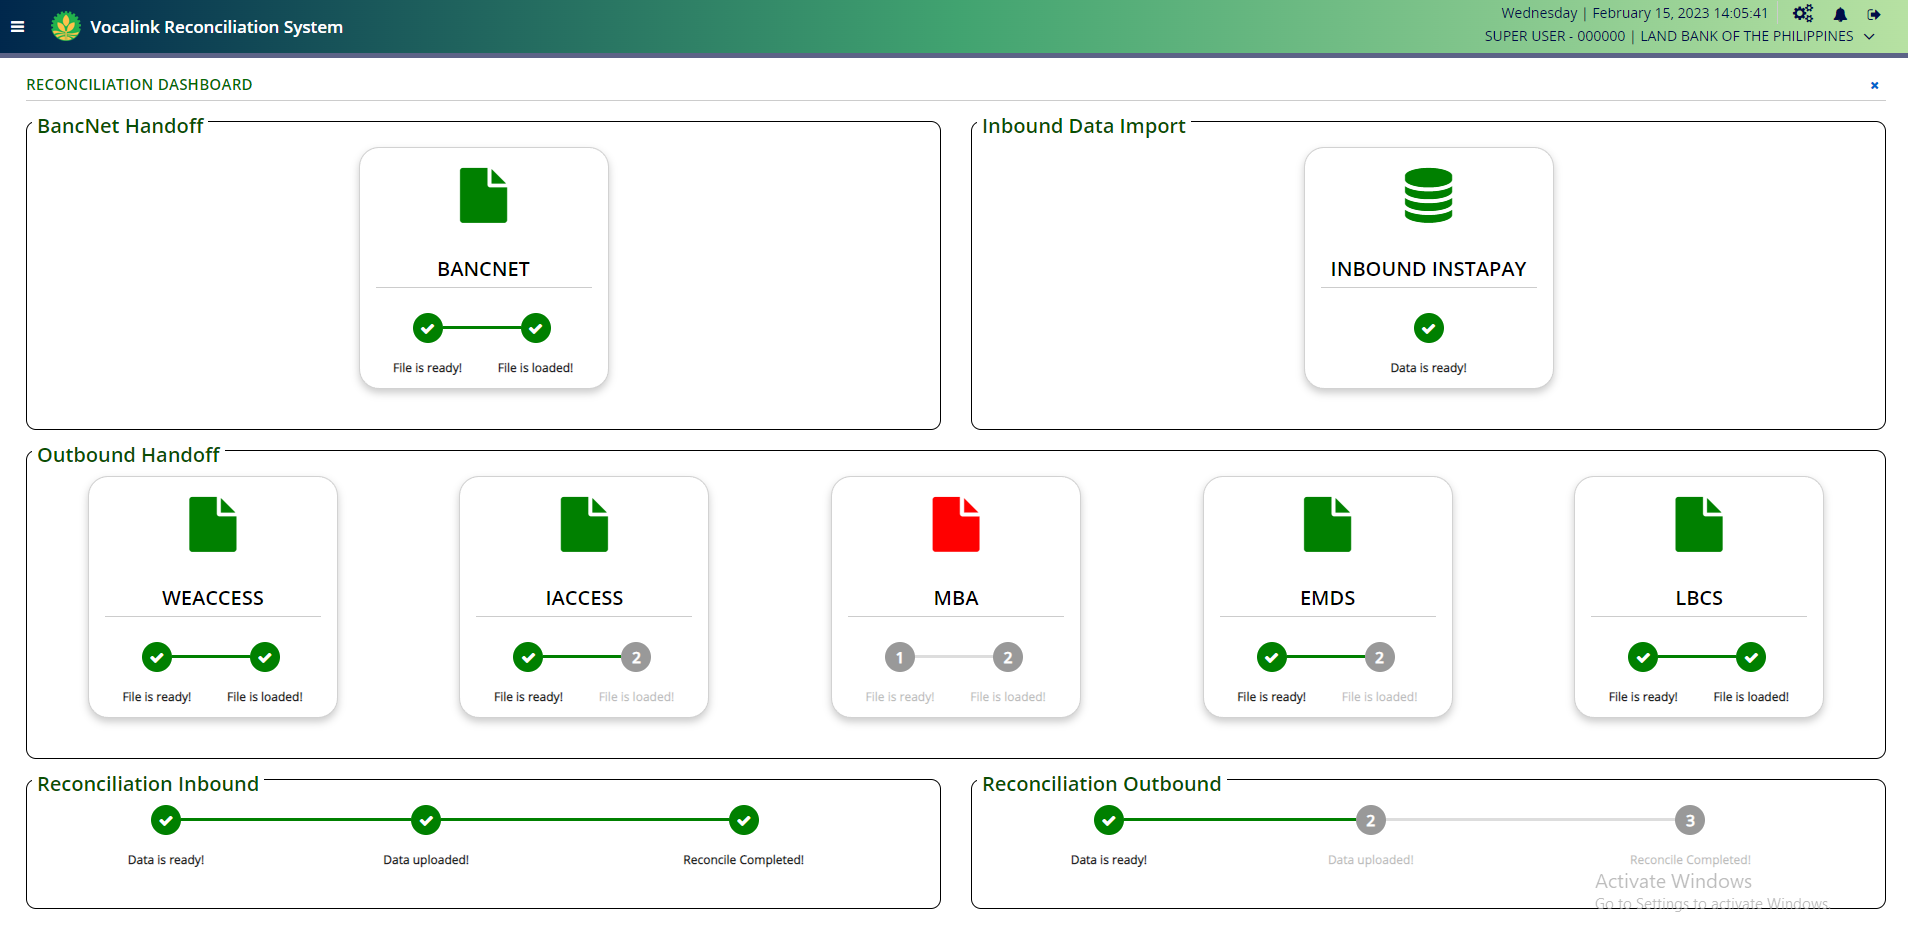 Vocalink Reconciliation System
Wednesday | February 15, 2023 14:05:41
SUPER USER - 000000 | LAND BANK OF THE PHILIPPINES
RECONCILIATION DASHBOARD
BancNet Handoff
BANCNET
File is ready! File is loaded!
Inbound Data Import
INBOUND INSTAPAY
Data is ready!
Outbound Handoff
WEACCESS
File is ready! File is loaded!
IACCESS
2
File is ready! File is loaded!
MBA
1 2
File is ready! File is loaded!
EMDS
2
File is ready! File is loaded!
LBCS
File is ready! File is loaded!
Reconciliation Inbound
Data is ready! Data uploaded! Reconcile Completed!
Reconciliation Outbound
2 3
Data is ready! Data uploaded! Reconcile Completed!
Activate Windows
Go to Settings to activate Windows.